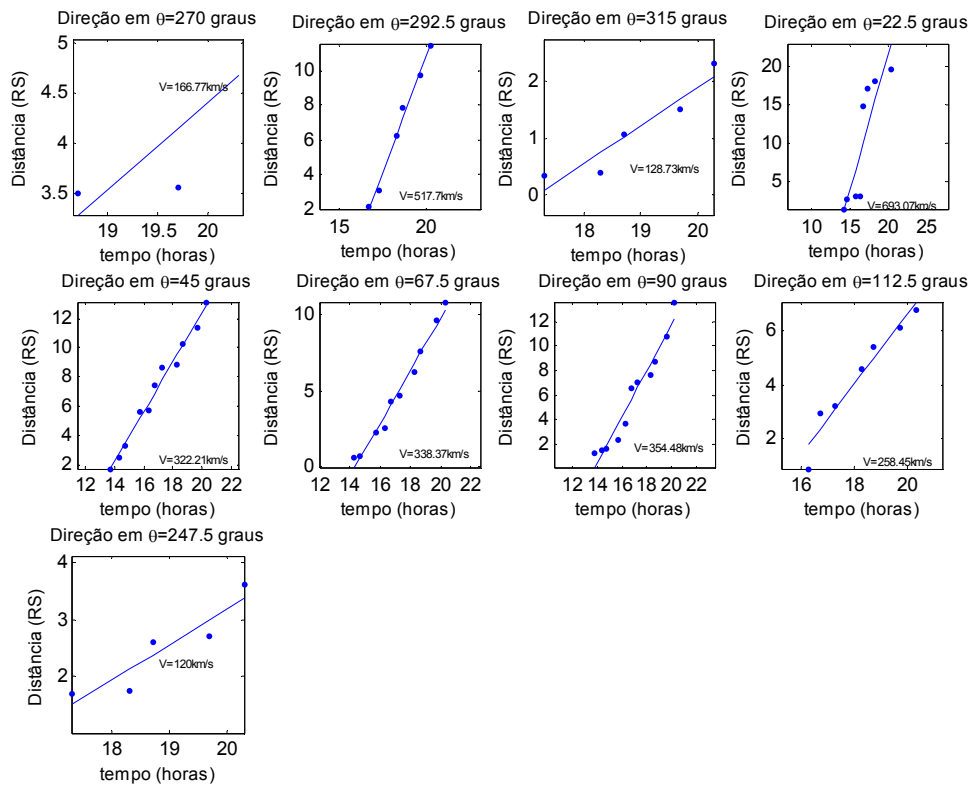 Direção em θ=270 graus
5
4.5
4
3.5
Distância (RS)
V=166.77km/s
19
19.5
20
tempo (horas)
Direção em θ=292.5 graus
10
8
6
4
2
Distância (RS)
V=517.7km/s
15
20
tempo (horas)
Direção em θ=315 graus
2
1
0
Distância (RS)
V=128.73km/s
18
19
20
tempo (horas)
Direção em θ=22.5 graus
20
15
10
5
Distância (RS)
V=693.07km/s
10
15
20
25
tempo (horas)
Direção em θ=45 graus
12
10
8
6
4
2
Distância (RS)
V=322.21km/s
12 14 16 18 20 22
tempo (horas)
Direção em θ=67.5 graus
10
5
0
Distância (RS)
V=338.37km/s
12 14 16 18 20 22
tempo (horas)
Direção em θ=90 graus
12
10
8
6
4
2
Distância (RS)
V=354.48km/s
12 14 16 18 20 22
tempo (horas)
Direção em θ=112.5 graus
6
4
2
Distância (RS)
V=258.45km/s
16
18
20
tempo (horas)
Direção em θ=247.5 graus
4
3
2
Distância (RS)
V=120km/s
18
19
20
tempo (horas)